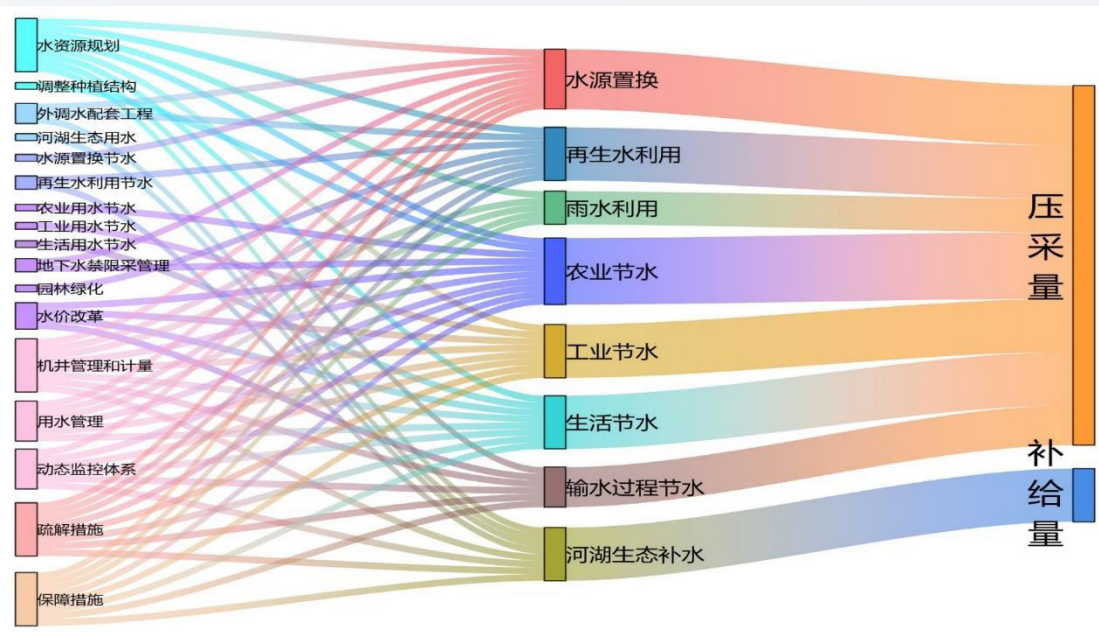 水资源规划
调整种植结构
外调水配套工程
河湖生态用水
水源置换节水
再生水利用节水
农业用水节水
工业用水节水
生活用水节水
地下水禁限采管理
园林绿化
水价改革
机井管理和计量
用水管理
动态监控体系
疏解措施
保障措施
水源置换
再生水利用
雨水利用
农业节水
工业节水
生活节水
输水过程节水
河湖生态补水
压采量
补给量